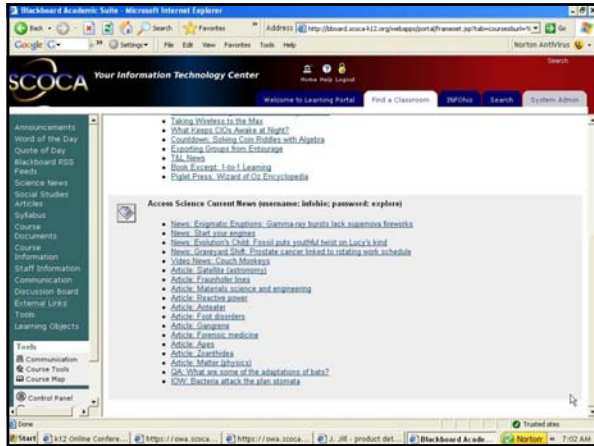 Blackboard Academic Suite - Microsoft Internet Explorer
Back Search Favorites Address http://bboard.scoca-k12.org/webapps/portal/frameset.jsp?tab=courses&url= Go
Google G Settings File Edit View Favorites Tools Help Norton AntiVirus
SCOCA Your Information Technology Center
Home Help Logout
Search
Welcome to Learning Portal Find a Classroom INFOhio Search System Admin
Announcements
Word of the Day
Quote of Day
Blackboard RSS Feeds
Science News
Social Studies Articles
Syllabus
Course Documents
Course Information
Staff Information
Communication
Discussion Board
External Links
Tools
Learning Objects
Tools
Communication
Course Tools
Course Map
Control Panel
Taking Wireless to the Max
What Keeps CIOs Awake at Night?
Countdown: Solving Coin Riddles with Algebra
Exporting Groups from Entourage
T&L News
Book Excerpt: 1-to-1 Learning
Piglet Press: Wizard of Oz Encyclopedia
Access Science Current News (username: infobio; password: explore)
News: Enigmatic Eruptions: Gamma-ray bursts lack supernova fireworks
News: Start your engines
News: Evolution's Child: Fossil puts youthful twist on Lucy's kind
News: Graveyard Shift: Prostate cancer linked to rotating work schedule
Video News: Couch Monkeys
Article: Satellite (astronomy)
Article: Fraunhofer lines
Article: Materials science and engineering
Article: Reactive power
Article: Anteater
Article: Foot disorders
Article: Gangrene
Article: Forensic medicine
Article: Apes
Article: Zoanthidea
Article: Matter (physics)
QA: What are some of the adaptations of bats?
IOW: Bacteria attack the plan stomata
Done Trusted sites
Start k12 Online Confere... https://owa.scoca... https://owa.scoca... J. Jill - product det... Blackboard Acade... Norton 7:02 AM